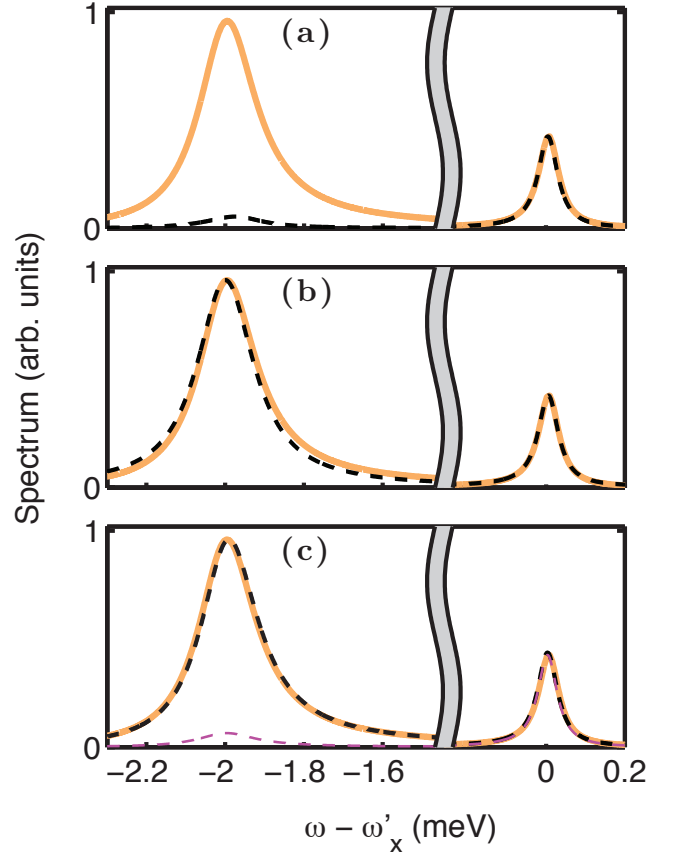 1
(a)
0
1
(b)
Spectrum (arb. units)
0
1
(c)
0
−2.2 −2 −1.8 −1.6 0 0.2
ω − ω'x (meV)